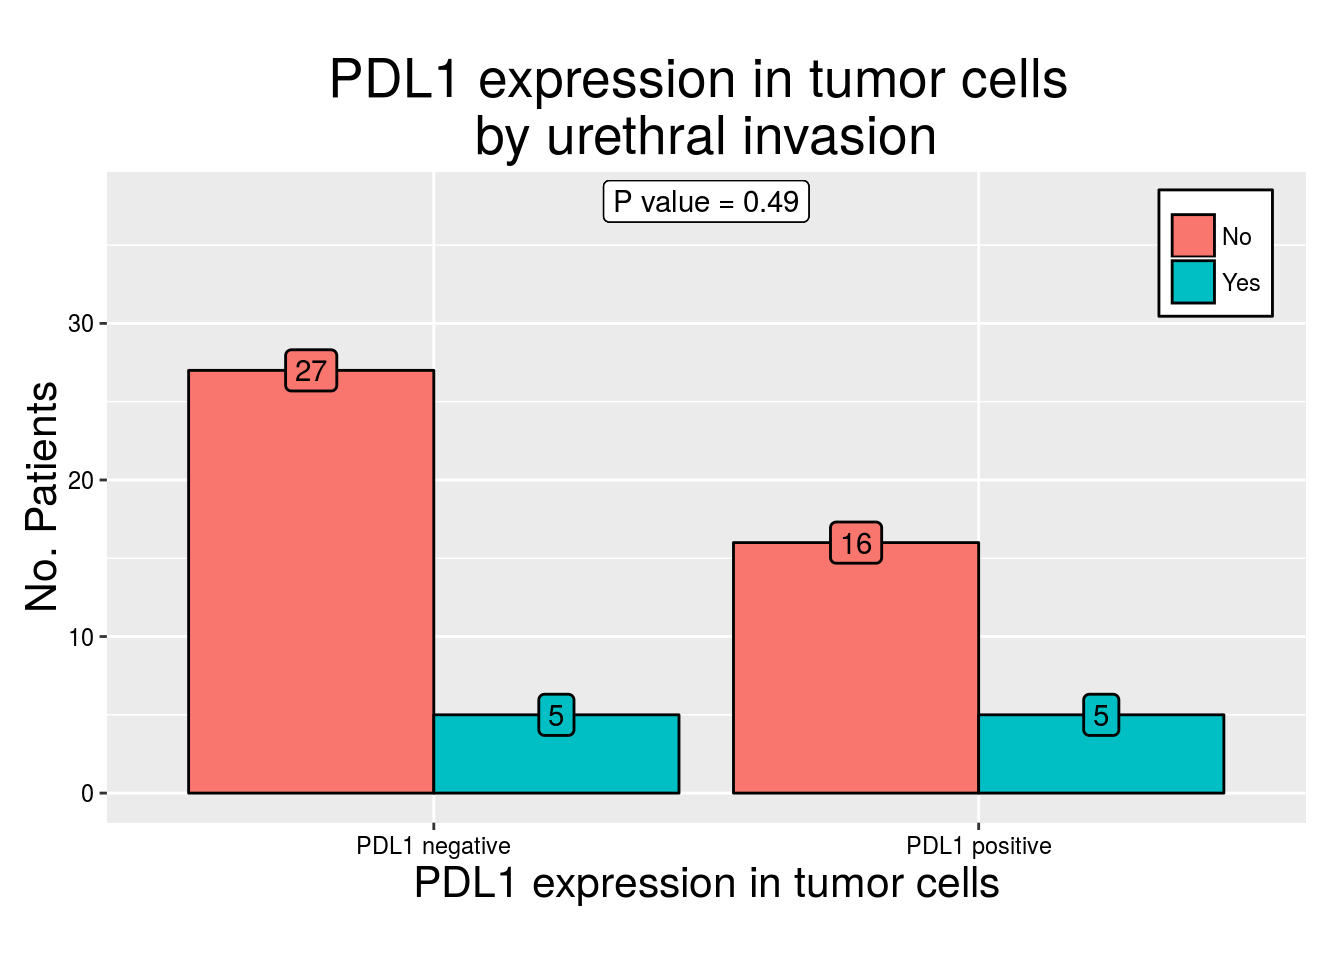 PDL1 expression in tumor cells
by urethral invasion
P value = 0.49
No
Yes
No. Patients
30
20
10
0
27
5
16
5
PDL1 negative
PDL1 positive
PDL1 expression in tumor cells